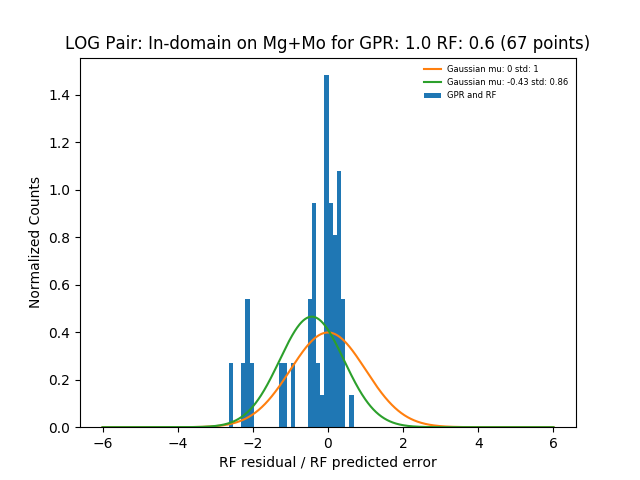 LOG Pair: In-domain on Mg+Mo for GPR: 1.0 RF: 0.6 (67 points)
Gaussian mu: 0 std: 1
Gaussian mu: -0.43 std: 0.86
GPR and RF
Normalized Counts
1.4
1.2
1.0
0.8
0.6
0.4
0.2
0.0
−6 −4 −2 0 2 4 6
RF residual / RF predicted error